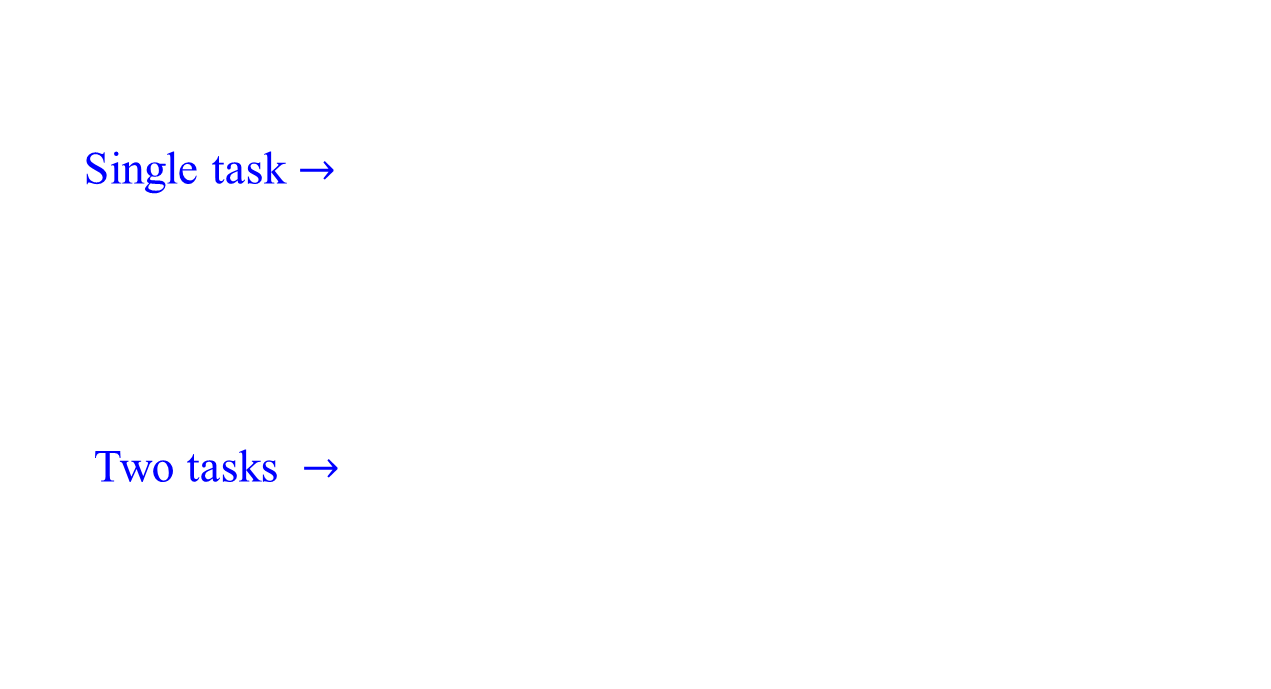 Single task →
Two tasks →